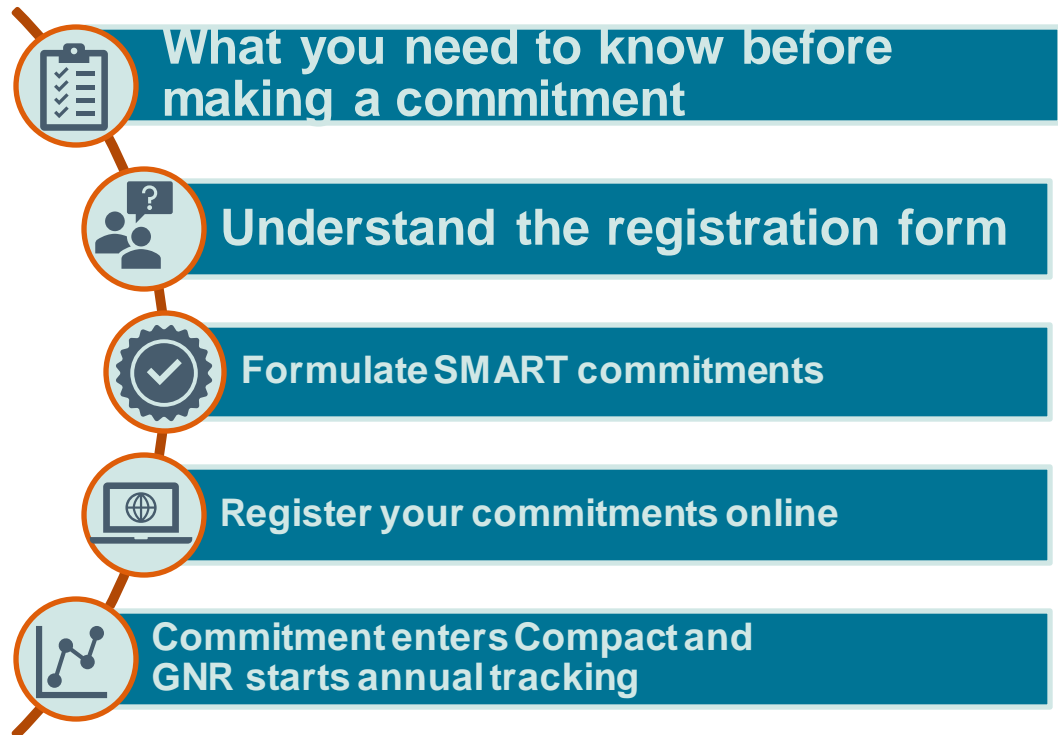 What you need to know before
making a commitment
?
Understand the registration form
Formulate SMART commitments
Register your commitments online
Commitment enters Compact and
GNR starts annual tracking